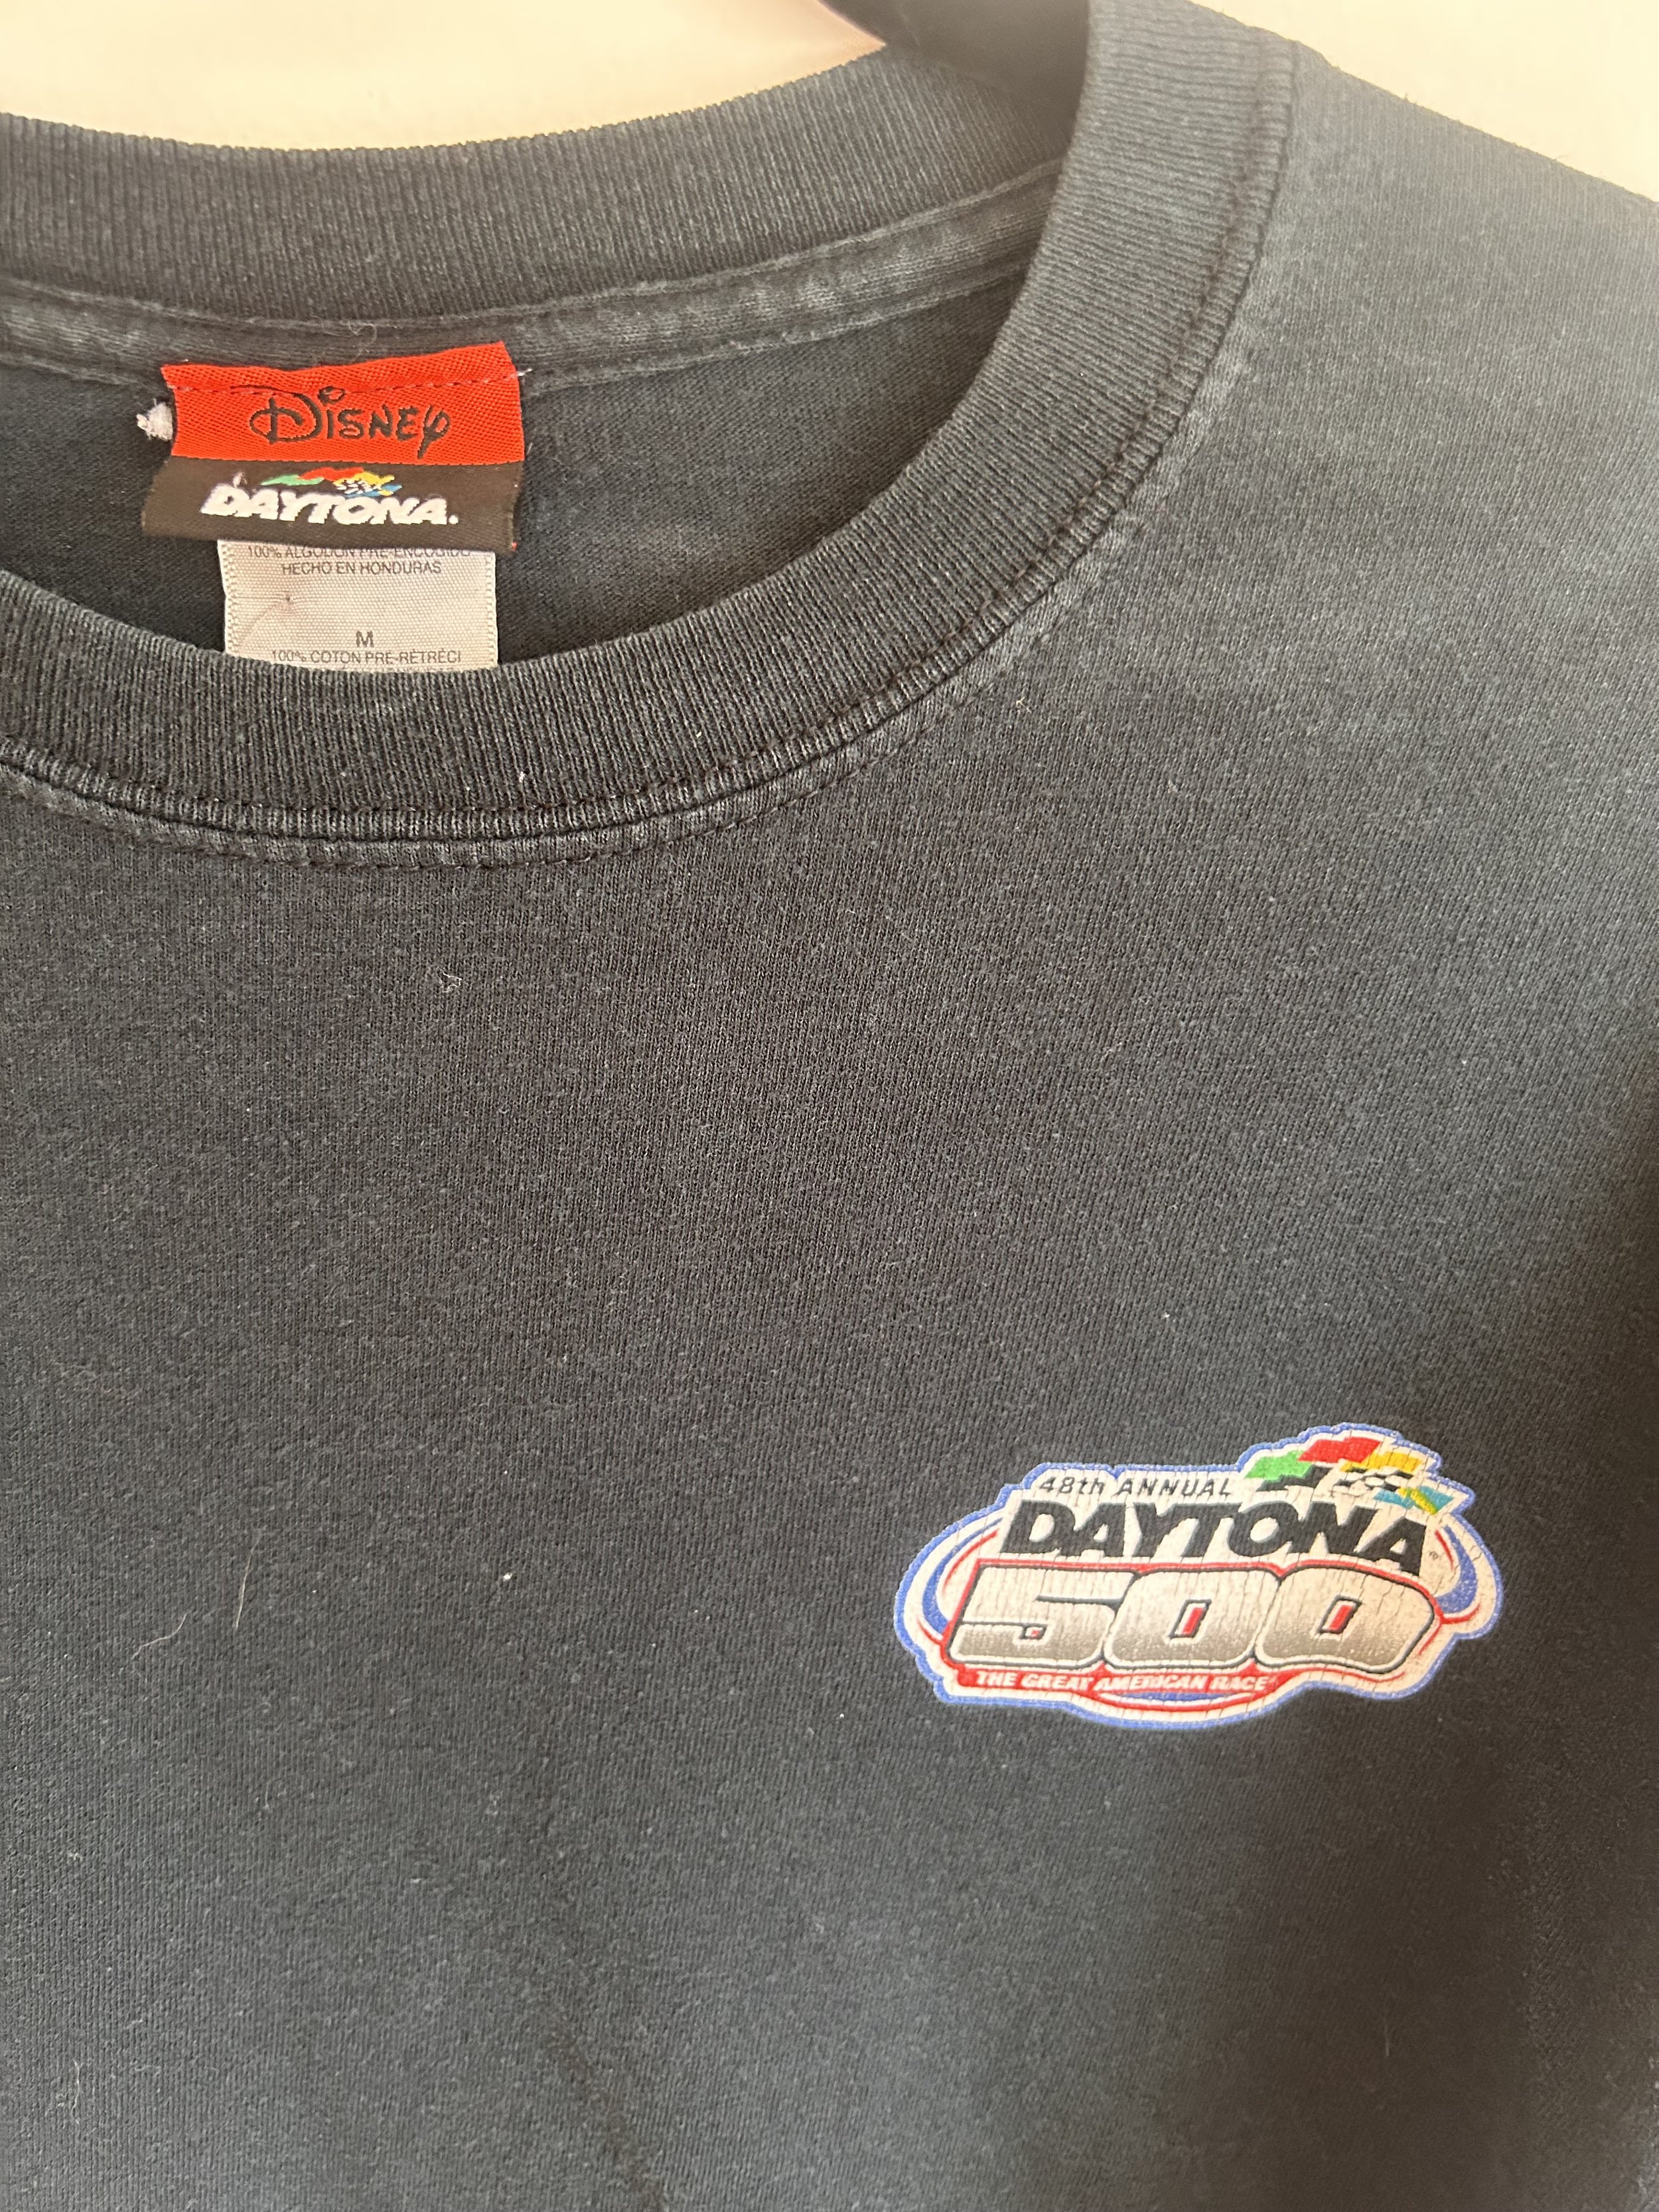 DISNEY
DAYTONA.
100% ALGODON PRE-ENCOGIDO
HECHO EN HONDURAS
M
100% COTON PRE-RÉTRÉCI
48th ANNUAL
DAYTONA®
500
THE GREAT AMERICAN RACE